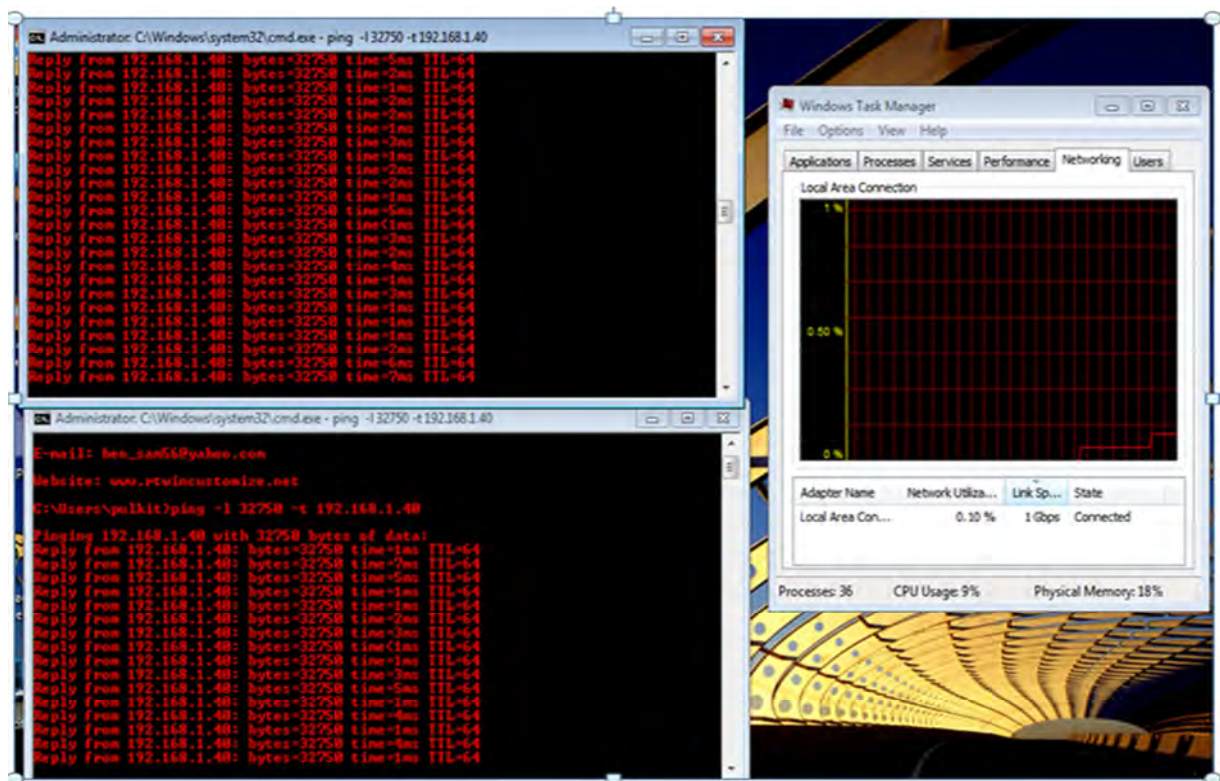 Administrator: C:\Windows\system32\cmd.exe - ping -l 32750 -t 192.168.1.40
Reply from 192.168.1.40: bytes=32750 time=5ms TTL=64
Reply from 192.168.1.40: bytes=32750 time=2ms TTL=64
Reply from 192.168.1.40: bytes=32750 time=1ms TTL=64
Reply from 192.168.1.40: bytes=32750 time=2ms TTL=64
Reply from 192.168.1.40: bytes=32750 time=2ms TTL=64
Reply from 192.168.1.40: bytes=32750 time=1ms TTL=64
Reply from 192.168.1.40: bytes=32750 time=3ms TTL=64
Reply from 192.168.1.40: bytes=32750 time=1ms TTL=64
Reply from 192.168.1.40: bytes=32750 time=1ms TTL=64
Reply from 192.168.1.40: bytes=32750 time=2ms TTL=64
Reply from 192.168.1.40: bytes=32750 time=1ms TTL=64
Reply from 192.168.1.40: bytes=32750 time=5ms TTL=64
Reply from 192.168.1.40: bytes=32750 time<1ms TTL=64
Reply from 192.168.1.40: bytes=32750 time=3ms TTL=64
Reply from 192.168.1.40: bytes=32750 time=2ms TTL=64
Reply from 192.168.1.40: bytes=32750 time=4ms TTL=64
Reply from 192.168.1.40: bytes=32750 time=1ms TTL=64
Reply from 192.168.1.40: bytes=32750 time=3ms TTL=64
Reply from 192.168.1.40: bytes=32750 time=1ms TTL=64
Reply from 192.168.1.40: bytes=32750 time=1ms TTL=64
Reply from 192.168.1.40: bytes=32750 time=1ms TTL=64
Reply from 192.168.1.40: bytes=32750 time=2ms TTL=64
Reply from 192.168.1.40: bytes=32750 time=6ms TTL=64
Reply from 192.168.1.40: bytes=32750 time=7ms TTL=64
Administrator: C:\Windows\system32\cmd.exe - ping -l 32750 -t 192.168.1.40
E-mail: ben_sam56@yahoo.com
Website: www.rtwincustomize.net
C:\Users\pulkit>ping -l 32750 -t 192.168.1.40
Pinging 192.168.1.40 with 32750 bytes of data:
Reply from 192.168.1.40: bytes=32750 time=1ms TTL=64
Reply from 192.168.1.40: bytes=32750 time=7ms TTL=64
Reply from 192.168.1.40: bytes=32750 time=5ms TTL=64
Reply from 192.168.1.40: bytes=32750 time=1ms TTL=64
Reply from 192.168.1.40: bytes=32750 time=1ms TTL=64
Reply from 192.168.1.40: bytes=32750 time=2ms TTL=64
Reply from 192.168.1.40: bytes=32750 time=3ms TTL=64
Reply from 192.168.1.40: bytes=32750 time<1ms TTL=64
Reply from 192.168.1.40: bytes=32750 time=1ms TTL=64
Reply from 192.168.1.40: bytes=32750 time=3ms TTL=64
Reply from 192.168.1.40: bytes=32750 time=5ms TTL=64
Reply from 192.168.1.40: bytes=32750 time=1ms TTL=64
Reply from 192.168.1.40: bytes=32750 time=4ms TTL=64
Reply from 192.168.1.40: bytes=32750 time=1ms TTL=64
Reply from 192.168.1.40: bytes=32750 time=4ms TTL=64
Reply from 192.168.1.40: bytes=32750 time=1ms TTL=64
Windows Task Manager
File Options View Help
Applications Processes Services Performance Networking Users
Local Area Connection
1 %
0.50 %
0 %
Adapter Name Network Utiliza... Link Sp... State
Local Area Con... 0.10 % 1 Gbps Connected
Processes: 36 CPU Usage: 9% Physical Memory: 18%